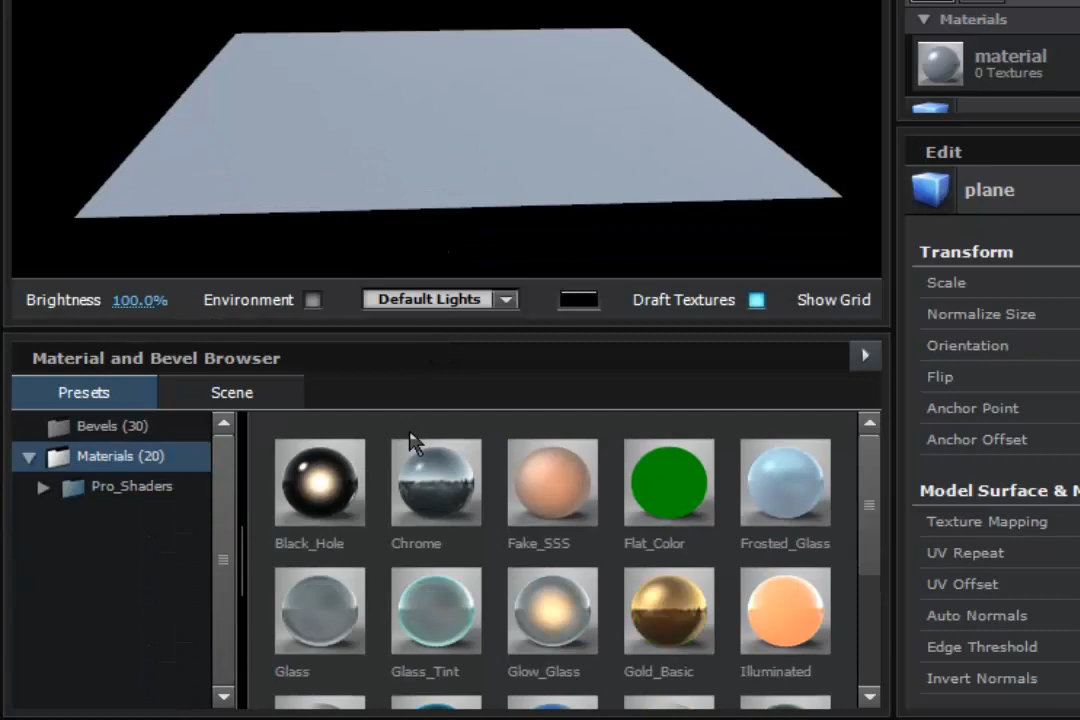 Materials
material
0 Textures
Edit
plane
Transform
Scale
Normalize Size
Orientation
Flip
Anchor Point
Anchor Offset
Model Surface &
Texture Mapping
UV Repeat
UV Offset
Auto Normals
Edge Threshold
Invert Normals
Brightness 100.0% Environment Default Lights Draft Textures Show Grid
Material and Bevel Browser
Presets Scene
Bevels (30)
Materials (20)
Pro_Shaders
Black_Hole Chrome Fake_SSS Flat_Color Frosted_Glass
Glass Glass_Tint Glow_Glass Gold_Basic Illuminated